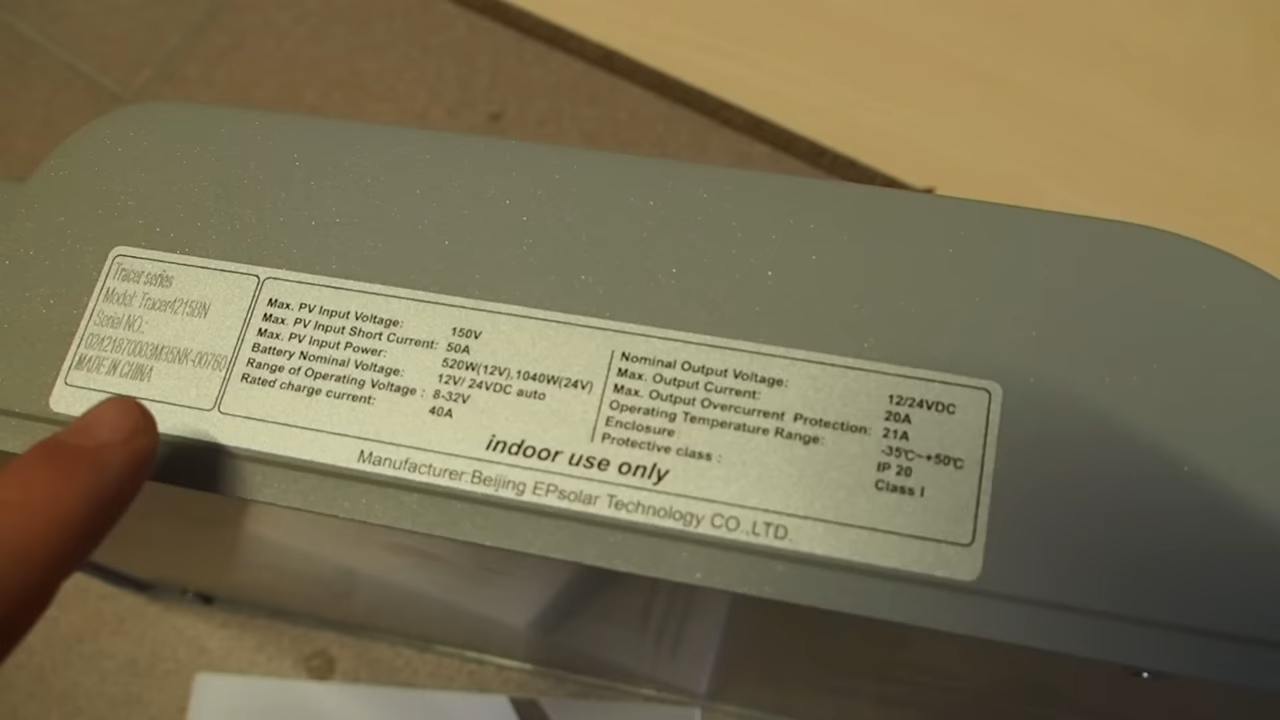 Tracer series
Model: Tracer4215BN
Serial NO.:
02421870003M35NK-00760
MADE IN CHINA
Max. PV Input Voltage: 150V
Max. PV Input Short Current: 50A
Max. PV Input Power: 520W(12V),1040W(24V)
Battery Nominal Voltage: 12V/ 24VDC auto
Range of Operating Voltage : 8-32V
Rated charge current: 40A
Nominal Output Voltage: 12/24VDC
Max. Output Current: 20A
Max. Output Overcurrent Protection: 21A
Operating Temperature Range: -35℃~+50℃
Enclosure : IP 20
Protective class : Class I
indoor use only
Manufacturer:Beijing EPsolar Technology CO.,LTD.